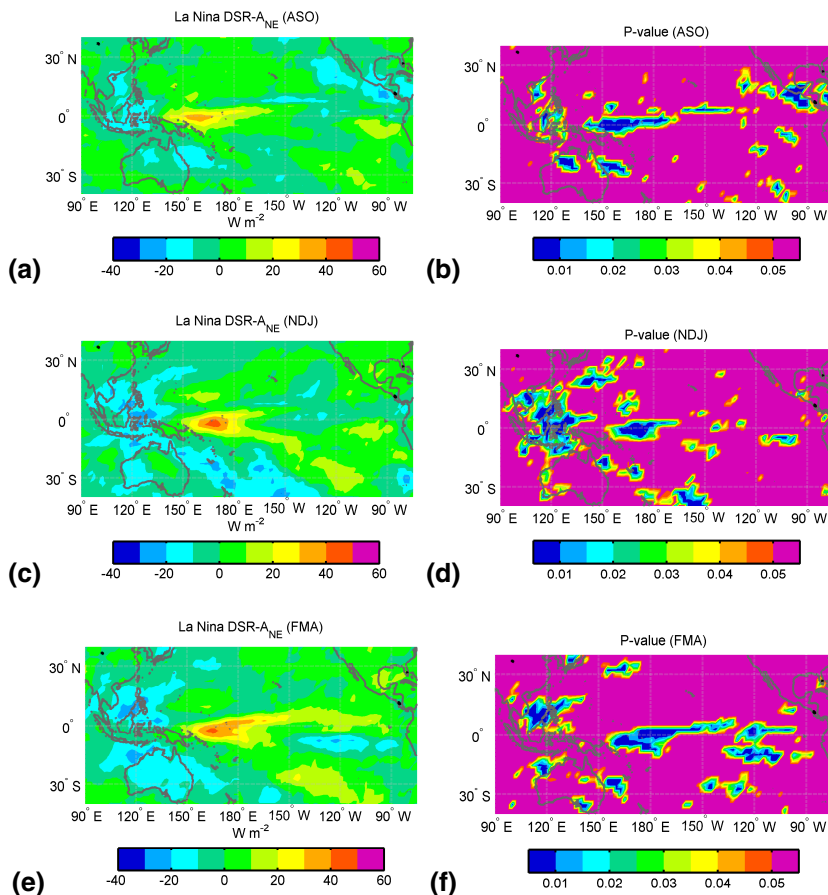 La Nina DSR-A_NE (ASO)
30° N
0°
30° S
90° E 120° E 150° E 180° W 150° W 120° W 90° W
W m-2
(a)
-40 -20 0 20 40 60
P-value (ASO)
30° N
0°
30° S
90° E 120° E 150° E 180° W 150° W 120° W 90° W
(b)
0.01 0.02 0.03 0.04 0.05
La Nina DSR-A_NE (NDJ)
30° N
0°
30° S
90° E 120° E 150° E 180° W 150° W 120° W 90° W
W m-2
(c)
-40 -20 0 20 40 60
P-value (NDJ)
30° N
0°
30° S
90° E 120° E 150° E 180° W 150° W 120° W 90° W
(d)
0.01 0.02 0.03 0.04 0.05
La Nina DSR-A_NE (FMA)
30° N
0°
30° S
90° E 120° E 150° E 180° W 150° W 120° W 90° W
W m-2
(e)
-40 -20 0 20 40 60
P-value (FMA)
30° N
0°
30° S
90° E 120° E 150° E 180° W 150° W 120° W 90° W
(f)
0.01 0.02 0.03 0.04 0.05